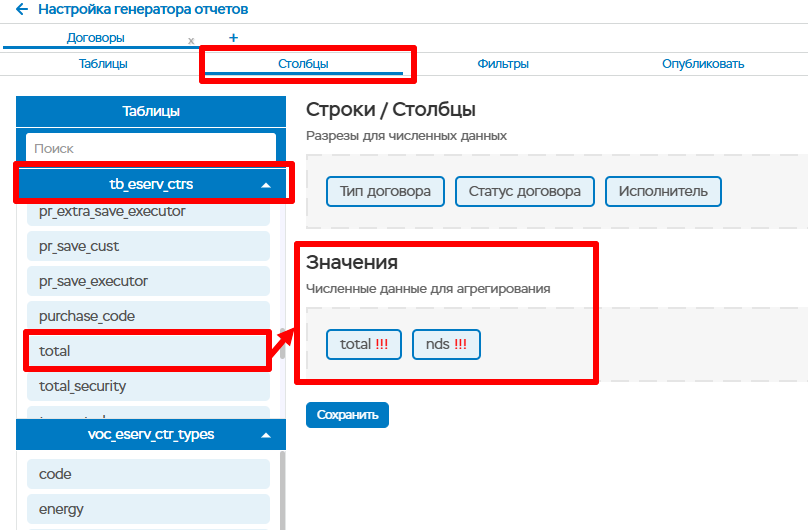 Настройка генератора отчетов
Договоры x +
Таблицы Столбцы Фильтры Опубликовать
Таблицы
Поиск
tb_eserv_ctrs
pr_extra_save_executor
pr_save_cust
pr_save_executor
purchase_code
total
total_security
voc_eserv_ctr_types
code
energy
Строки / Столбцы
Разрезы для численных данных
Тип договора Статус договора Исполнитель
Значения
Численные данные для агрегирования
total !!! nds !!!
Сохранить